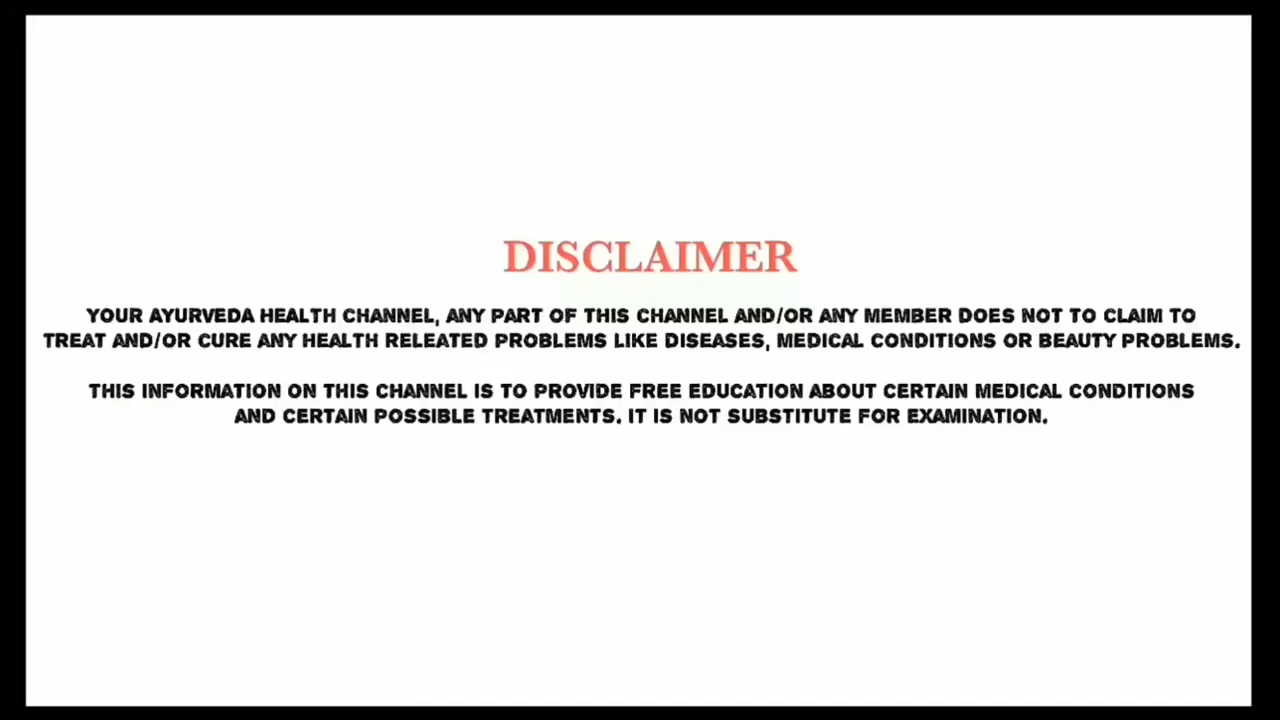 DISCLAIMER
YOUR AYURVEDA HEALTH CHANNEL, ANY PART OF THIS CHANNEL AND/OR ANY MEMBER DOES NOT TO CLAIM TO
TREAT AND/OR CURE ANY HEALTH RELEATED PROBLEMS LIKE DISEASES, MEDICAL CONDITIONS OR BEAUTY PROBLEMS.
THIS INFORMATION ON THIS CHANNEL IS TO PROVIDE FREE EDUCATION ABOUT CERTAIN MEDICAL CONDITIONS
AND CERTAIN POSSIBLE TREATMENTS. IT IS NOT SUBSTITUTE FOR EXAMINATION.